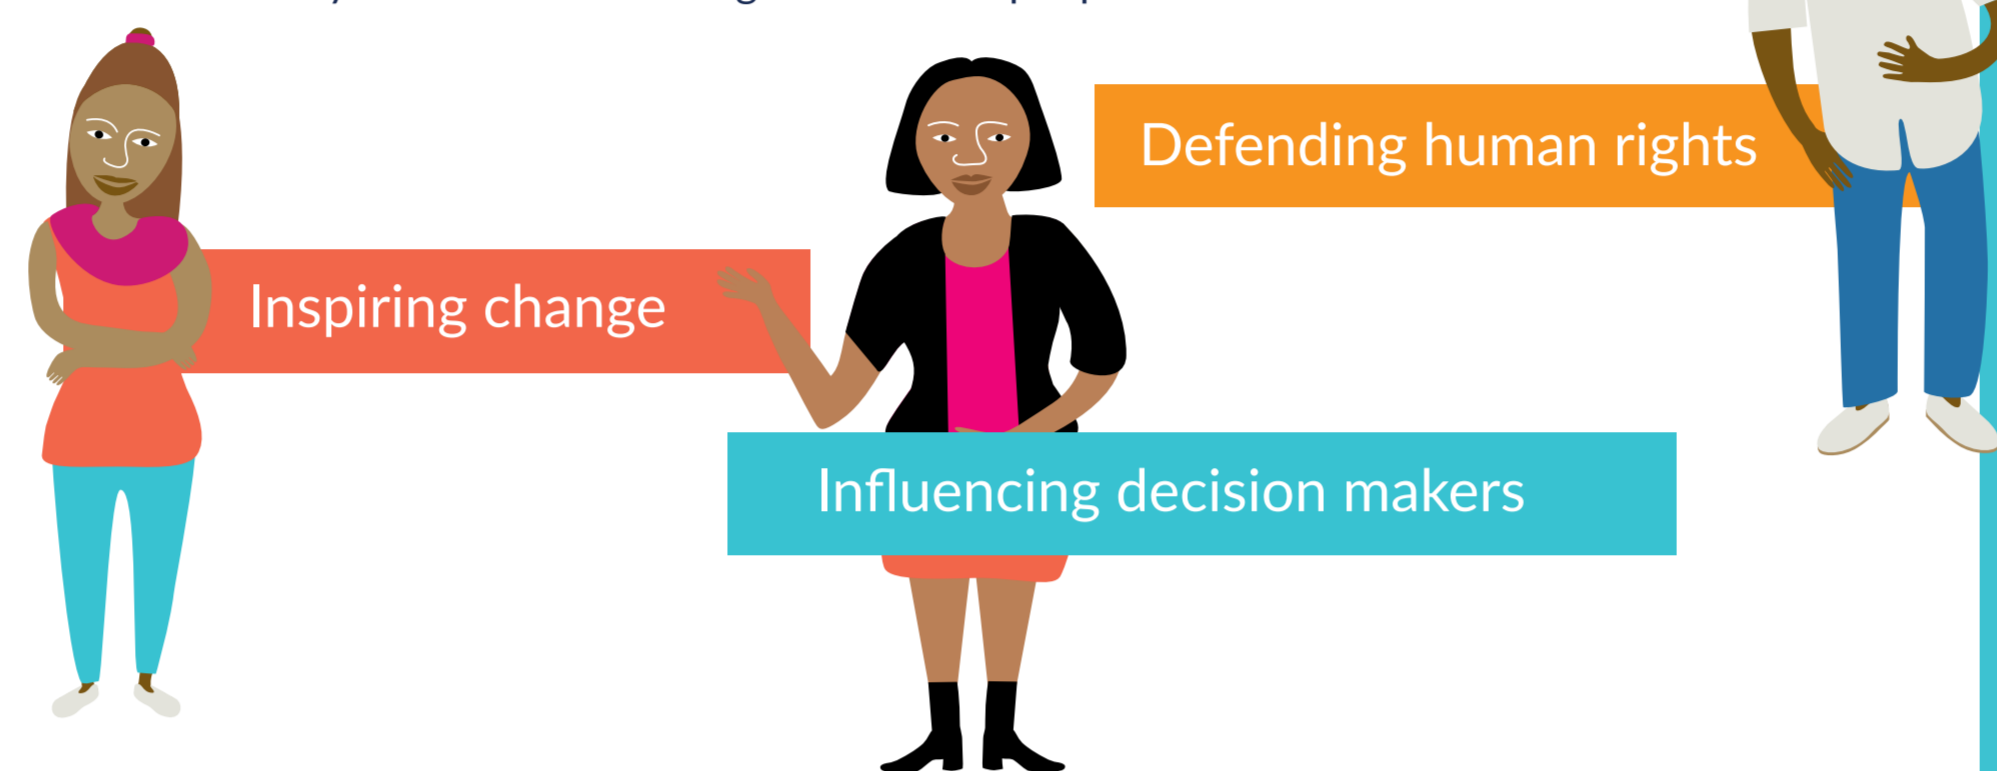 Defending human rights
Inspiring change
Influencing decision makers